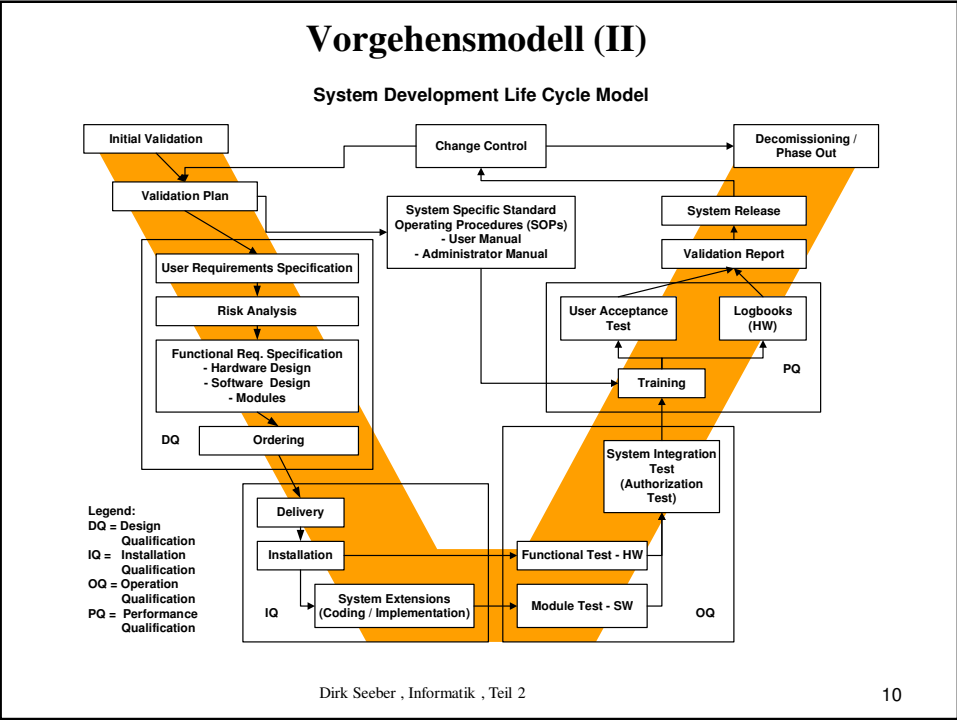 Vorgehensmodell (II)
System Development Life Cycle Model
Initial Validation
Change Control
Decomissioning /
Phase Out
Validation Plan
System Specific Standard
Operating Procedures (SOPs)
- User Manual
- Administrator Manual
System Release
Validation Report
User Requirements Specification
Risk Analysis
Functional Req. Specification
- Hardware Design
- Software Design
- Modules
DQ
Ordering
User Acceptance
Test
Logbooks
(HW)
PQ
Training
System Integration
Test
(Authorization
Test)
Legend:
DQ = Design
Qualification
IQ = Installation
Qualification
OQ = Operation
Qualification
PQ = Performance
Qualification
Delivery
Installation
System Extensions
(Coding / Implementation)
IQ
Functional Test - HW
Module Test - SW
OQ
Dirk Seeber , Informatik , Teil 2
10